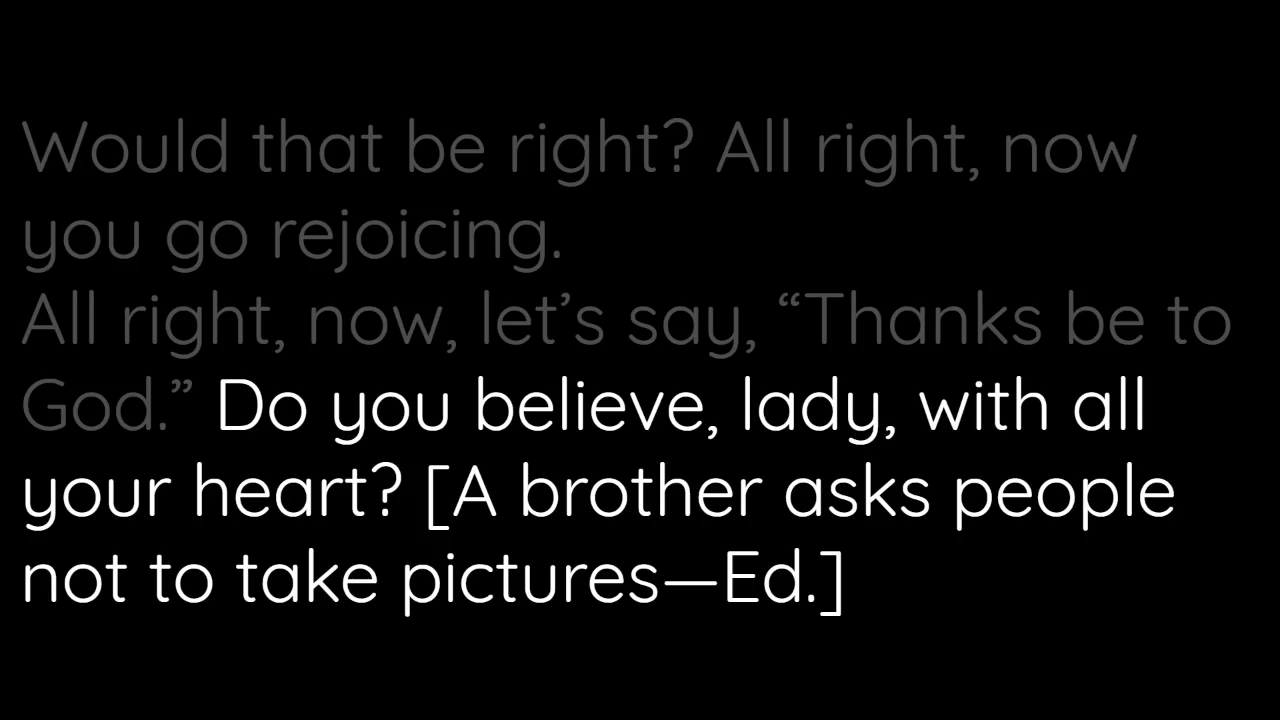 Would that be right? All right, now
you go rejoicing.
All right, now, let’s say, “Thanks be to
God.” Do you believe, lady, with all
your heart? [A brother asks people
not to take pictures—Ed.]